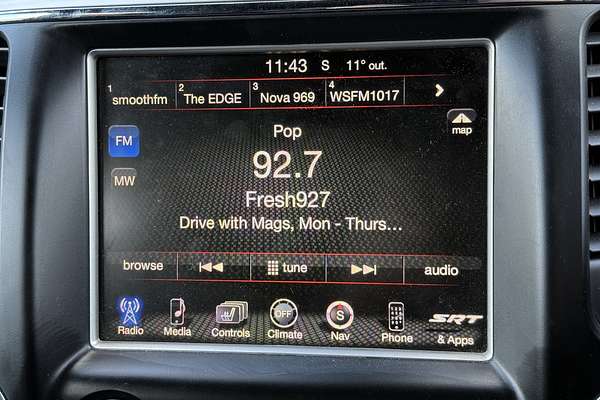 11:43 S 11° out.
1 smoothfm 2 The EDGE 3 Nova 969 4 WSFM1017
map
FM
Pop
92.7
MW
Fresh927
Drive with Mags, Mon - Thurs...
browse tune audio
OFF S SRT
Radio Media Controls Climate Nav Phone & Apps